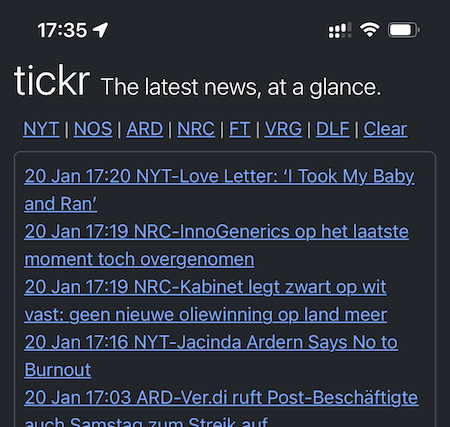 17:35
tickr The latest news, at a glance.
NYT | NOS | ARD | NRC | FT | VRG | DLF | Clear
20 Jan 17:20 NYT-Love Letter: ‘I Took My Baby
and Ran’
20 Jan 17:19 NRC-InnoGenerics op het laatste
moment toch overgenomen
20 Jan 17:19 NRC-Kabinet legt zwart op wit
vast: geen nieuwe oliewinning op land meer
20 Jan 17:16 NYT-Jacinda Ardern Says No to
Burnout
20 Jan 17:03 ARD-Ver.di ruft Post-Beschäftigte
auch Samstag zum Streik auf